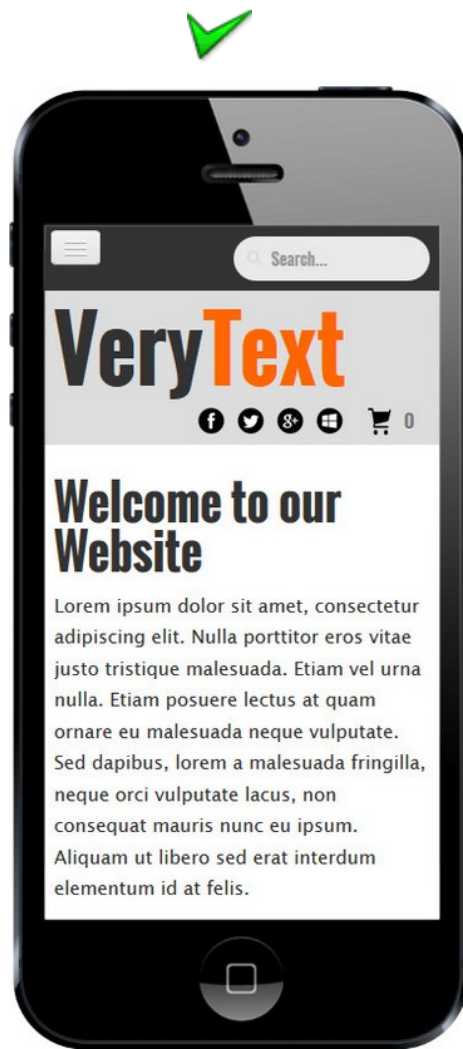 Search...
VeryText
0
Welcome to our
Website
Lorem ipsum dolor sit amet, consectetur
adipiscing elit. Nulla porttitor eros vitae
justo tristique malesuada. Etiam vel urna
nulla. Etiam posuere lectus at quam
ornare eu malesuada neque vulputate.
Sed dapibus, lorem a malesuada fringilla,
neque orci vulputate lacus, non
consequat mauris nunc eu ipsum.
Aliquam ut libero sed erat interdum
elementum id at felis.